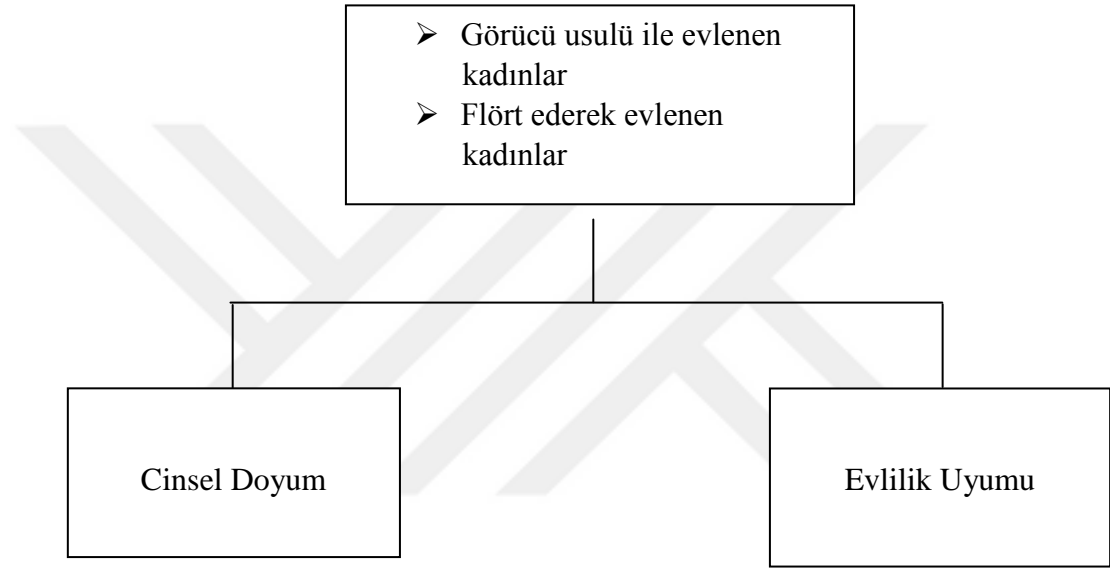 ➢ Görücü usulü ile evlenen
kadınlar
➢ Flört ederek evlenen
kadınlar
Cinsel Doyum
Evlilik Uyumu